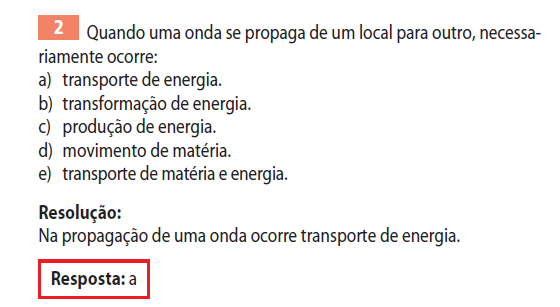 2 Quando uma onda se propaga de um local para outro, necessa-
riamente ocorre:
a) transporte de energia.
b) transformação de energia.
c) produção de energia.
d) movimento de matéria.
e) transporte de matéria e energia.
Resolução:
Na propagação de uma onda ocorre transporte de energia.
Resposta: a